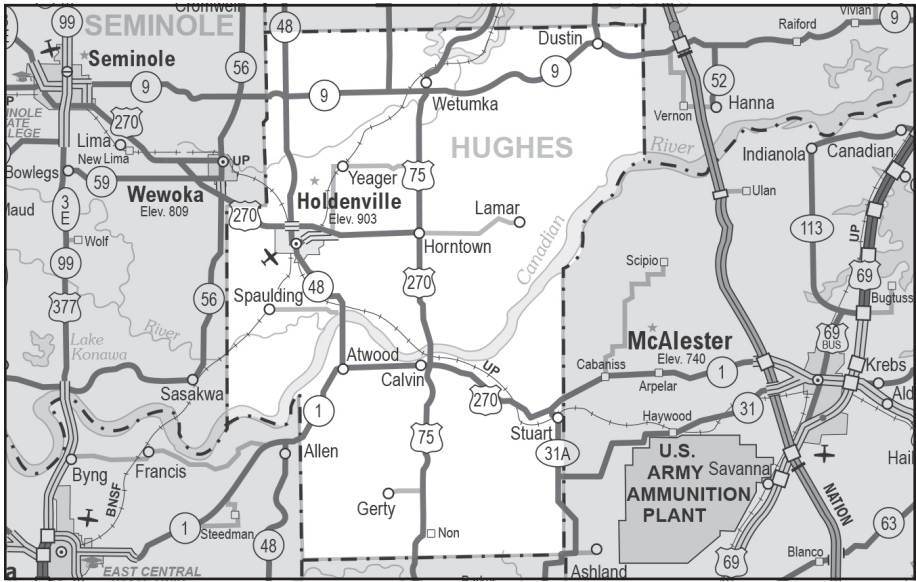 Cromwell
Vivian
99
SEMINOLE
48
9
Raiford
Dustin
Seminole
56
9
9
52
9
Hanna
Wetumka
Vernon
270
HUGHES
Lima
New Lima
UP
River
Indianola
Canadian
Bowlegs
59
Yeager
75
Ulan
Wewoka
Elev. 809
Holdenville
Elev. 903
270
Lamar
3
E
Maud
113
UP
Wolf
Horntown
Canadian
99
Scipio
270
69
48
Spaulding
56
377
Bugtuss
River
Lake
Konawa
McAlester
Elev. 740
69
BUS
Atwood
UP
Cabaniss
Krebs
Calvin
1
Arpelar
Sasakwa
270
1
31
Haywood
Stuart
75
Allen
31A
U.S.
ARMY
AMMUNITION
PLANT
Savanna
Byng
Francis
BNSF
Gerty
NATION
1
Steedman
Non
63
48
69
Blanco
Ashland
EAST CENTRAL